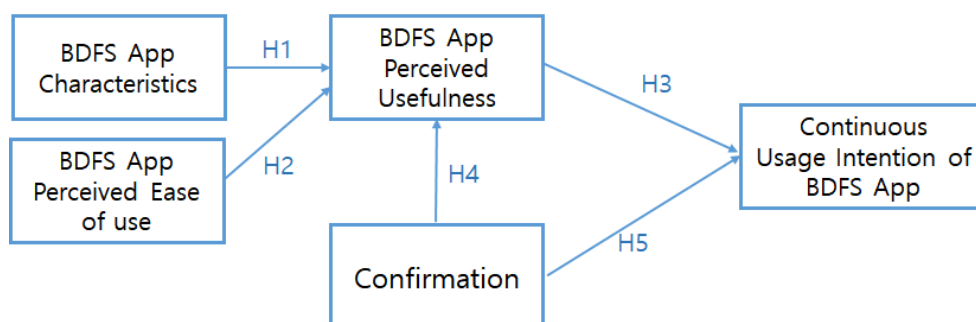 BDFS App
Characteristics
H1
BDFS App
Perceived
Usefulness
H3
BDFS App
Perceived Ease
of use
H2
H4
Continuous
Usage Intention of
BDFS App
Confirmation
H5